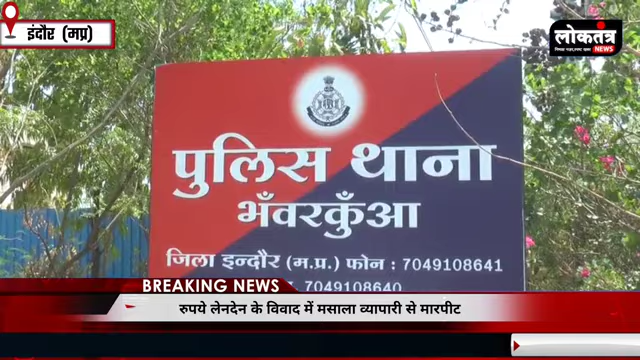 इंदौर (मप्र)
लोकतंत्र
NEWS
पुलिस थाना
भँवरकुँआ
जिला इन्दौर (म.प्र.) फोन : 7049108641
7049108640
BREAKING NEWS
रुपये लेनदेन के विवाद में मसाला व्यापारी से मारपीट